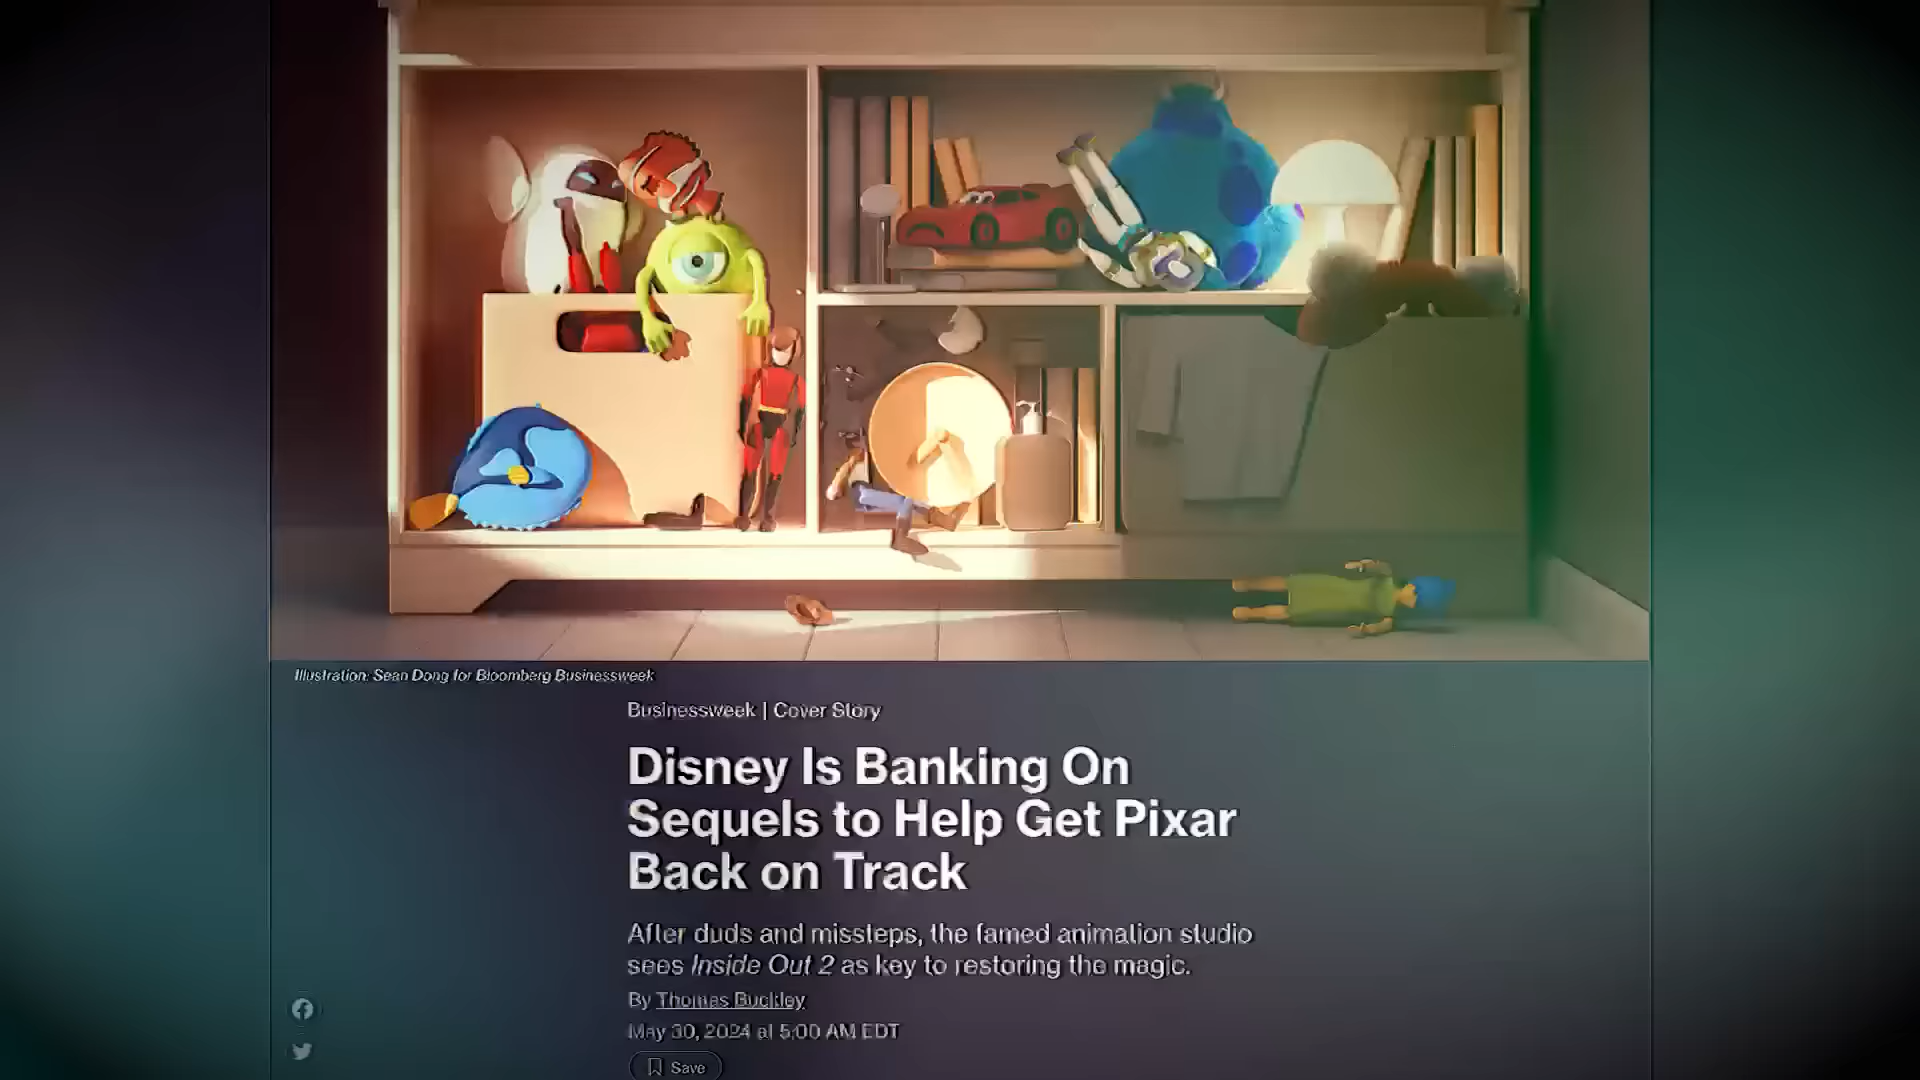 Illustration: Sean Dong for Bloomberg Businessweek
Businessweek | Cover Story
Disney Is Banking On
Sequels to Help Get Pixar
Back on Track
After duds and missteps, the famed animation studio
sees Inside Out 2 as key to restoring the magic.
By Thomas Buckley
May 30, 2024 at 5:00 AM EDT
Save